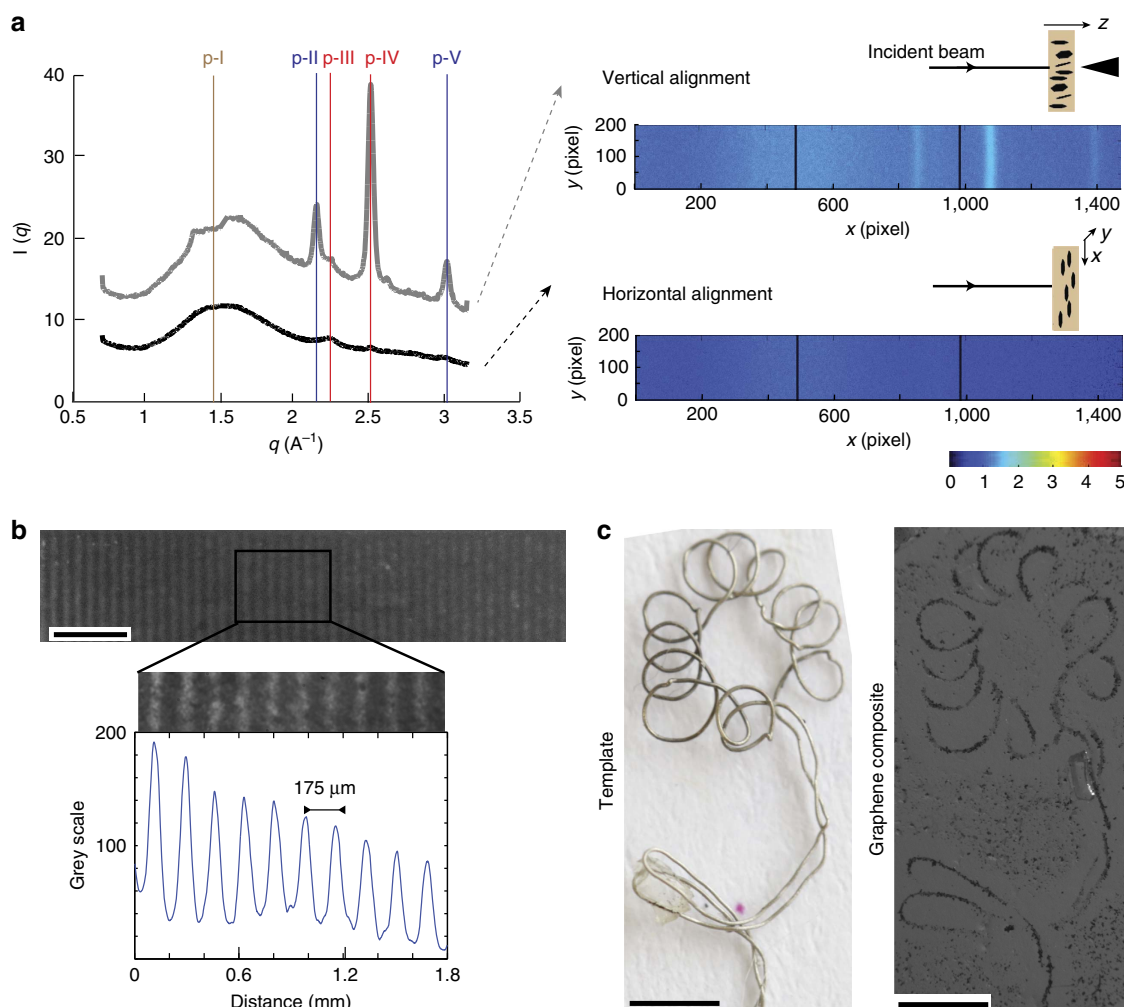 a
p-I
p-II
p-III
p-IV
p-V
40
30
20
10
0
I (q)
0.5
1
1.5
2
2.5
3
3.5
q (A⁻¹)
z
Incident beam
Vertical alignment
200
100
0
y (pixel)
200
600
1,000
1,400
x (pixel)
y
x
Horizontal alignment
200
100
0
y (pixel)
200
600
1,000
1,400
x (pixel)
0 1 2 3 4 5
b
200
100
0
Grey scale
175 μm
0
0.6
1.2
1.8
Distance (mm)
c
Template
Graphene composite